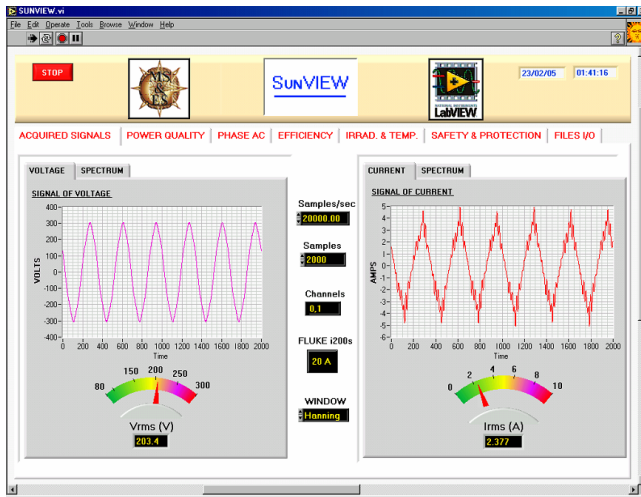 SUNVIEW.vi
File Edit Operate Tools Browse Window Help
STOP
MS
&
ES
SUNVIEW
NATIONAL INSTRUMENTS
LabVIEW
23/02/05 01:41:16
ACQUIRED SIGNALS POWER QUALITY PHASE AC EFFICIENCY IRRAD. & TEMP. SAFETY & PROTECTION FILES I/O
VOLTAGE SPECTRUM
SIGNAL OF VOLTAGE
400
300
200
100
0
-100
-200
-300
-400
VOLTS
0 200 400 600 800 1000 1200 1400 1600 1800 2000
Time
80 150 200 250 300
Vrms (V)
203.4
Samples/sec
20000.00
Samples
2000
Channels
0,1
FLUKE i200s
20 A
WINDOW
Hanning
CURRENT SPECTRUM
SIGNAL OF CURRENT
5
4
3
2
1
0
-1
-2
-3
-4
-5
-6
AMPS
0 200 400 600 800 1000 1200 1400 1600 1800 2000
Time
0 2 4 6 8 10
Irms (A)
2.377